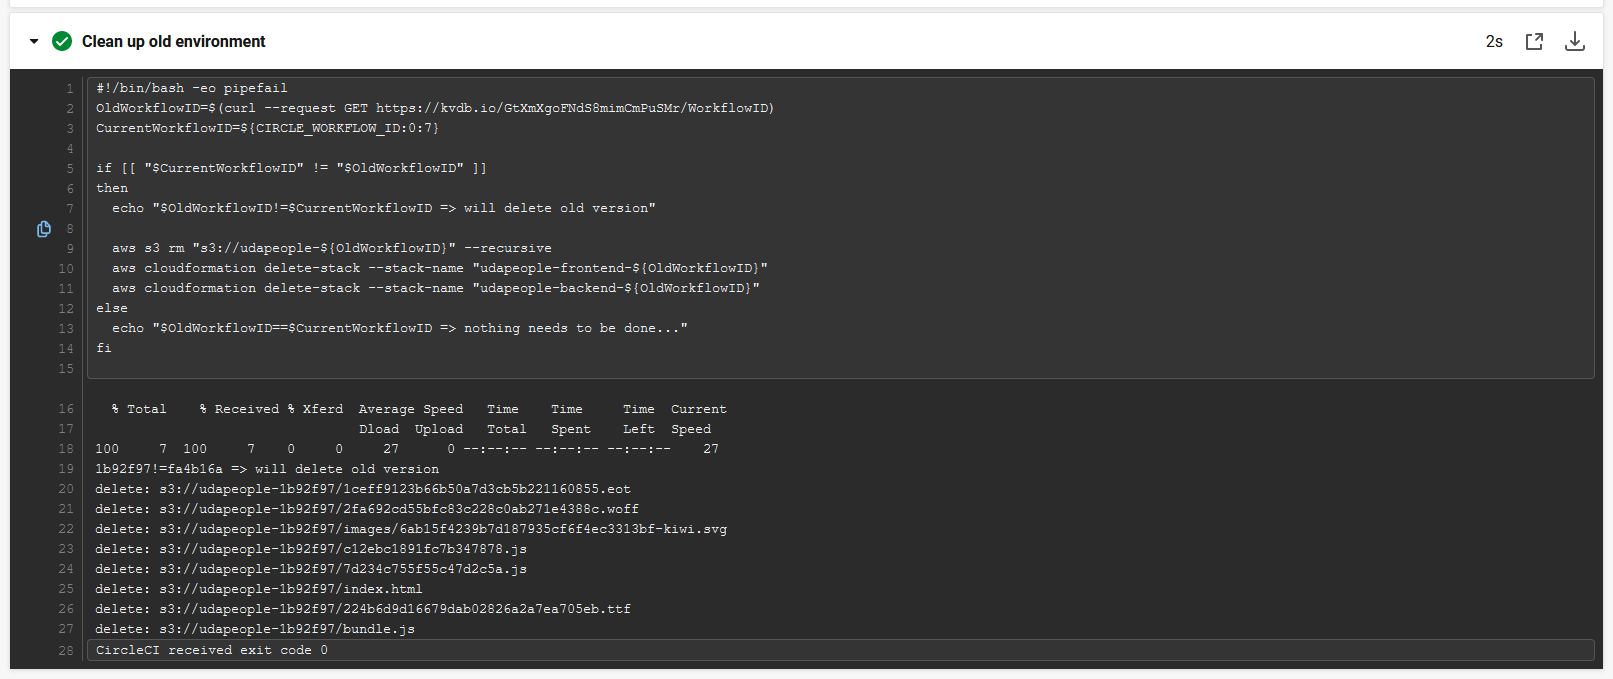 Clean up old environment
2s
1 #!/bin/bash -eo pipefail
2 OldWorkflowID=$(curl --request GET https://kvdb.io/GtXmXgoFNdS8mimCmPuSMr/WorkflowID)
3 CurrentWorkflowID=${CIRCLE_WORKFLOW_ID:0:7}
4
5 if [[ "$CurrentWorkflowID" != "$OldWorkflowID" ]]
6 then
7   echo "$OldWorkflowID!=$CurrentWorkflowID => will delete old version"
8
9   aws s3 rm "s3://udapeople-${OldWorkflowID}" --recursive
10   aws cloudformation delete-stack --stack-name "udapeople-frontend-${OldWorkflowID}"
11   aws cloudformation delete-stack --stack-name "udapeople-backend-${OldWorkflowID}"
12 else
13   echo "$OldWorkflowID==$CurrentWorkflowID => nothing needs to be done..."
14 fi
15
16   % Total    % Received % Xferd  Average Speed   Time    Time     Time  Current
17                                  Dload  Upload   Total   Spent    Left  Speed
18 100     7  100     7    0     0     27      0 --:--:-- --:--:-- --:--:--    27
19 1b92f97!=fa4b16a => will delete old version
20 delete: s3://udapeople-1b92f97/1ceff9123b66b50a7d3cb5b221160855.eot
21 delete: s3://udapeople-1b92f97/2fa692cd55bfc83c228c0ab271e4388c.woff
22 delete: s3://udapeople-1b92f97/images/6ab15f4239b7d187935cf6f4ec3313bf-kiwi.svg
23 delete: s3://udapeople-1b92f97/c12ebc1891fc7b347878.js
24 delete: s3://udapeople-1b92f97/7d234c755f55c47d2c5a.js
25 delete: s3://udapeople-1b92f97/index.html
26 delete: s3://udapeople-1b92f97/224b6d9d16679dab02826a2a7ea705eb.ttf
27 delete: s3://udapeople-1b92f97/bundle.js
28 CircleCI received exit code 0